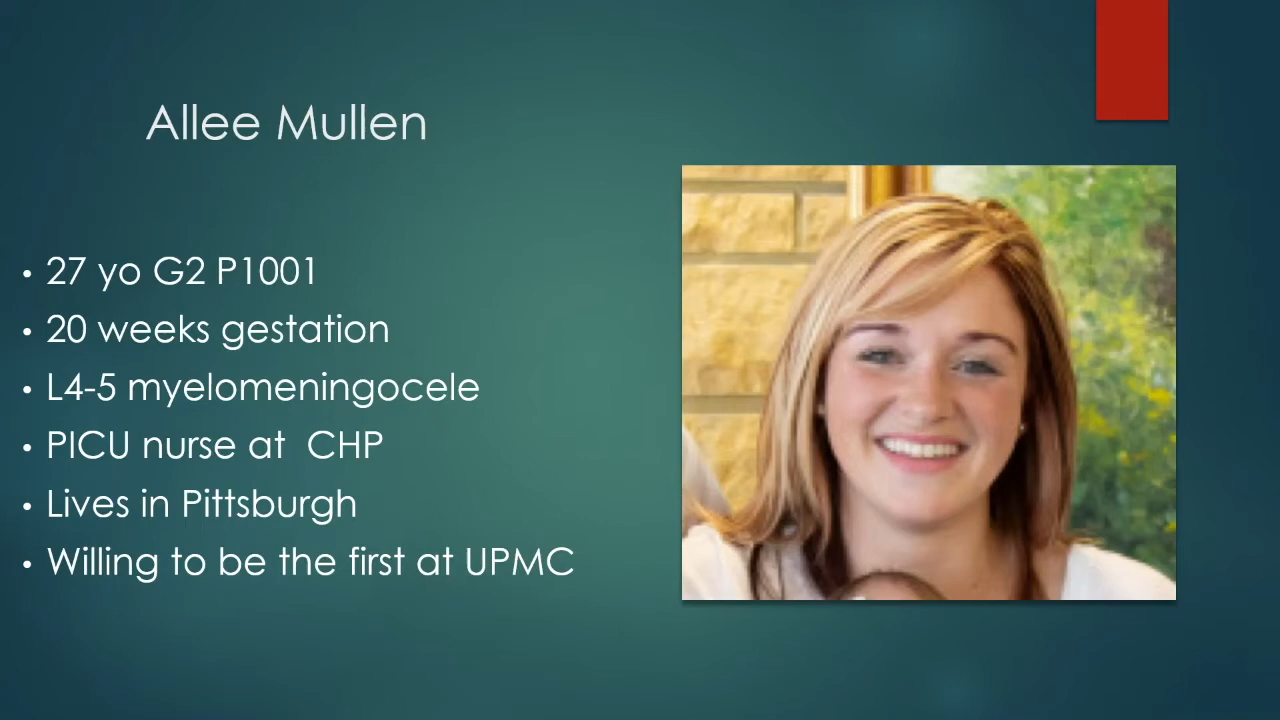 Allee Mullen
• 27 yo G2 P1001
• 20 weeks gestation
• L4-5 myelomeningocele
• PICU nurse at  CHP
• Lives in Pittsburgh
• Willing to be the first at UPMC